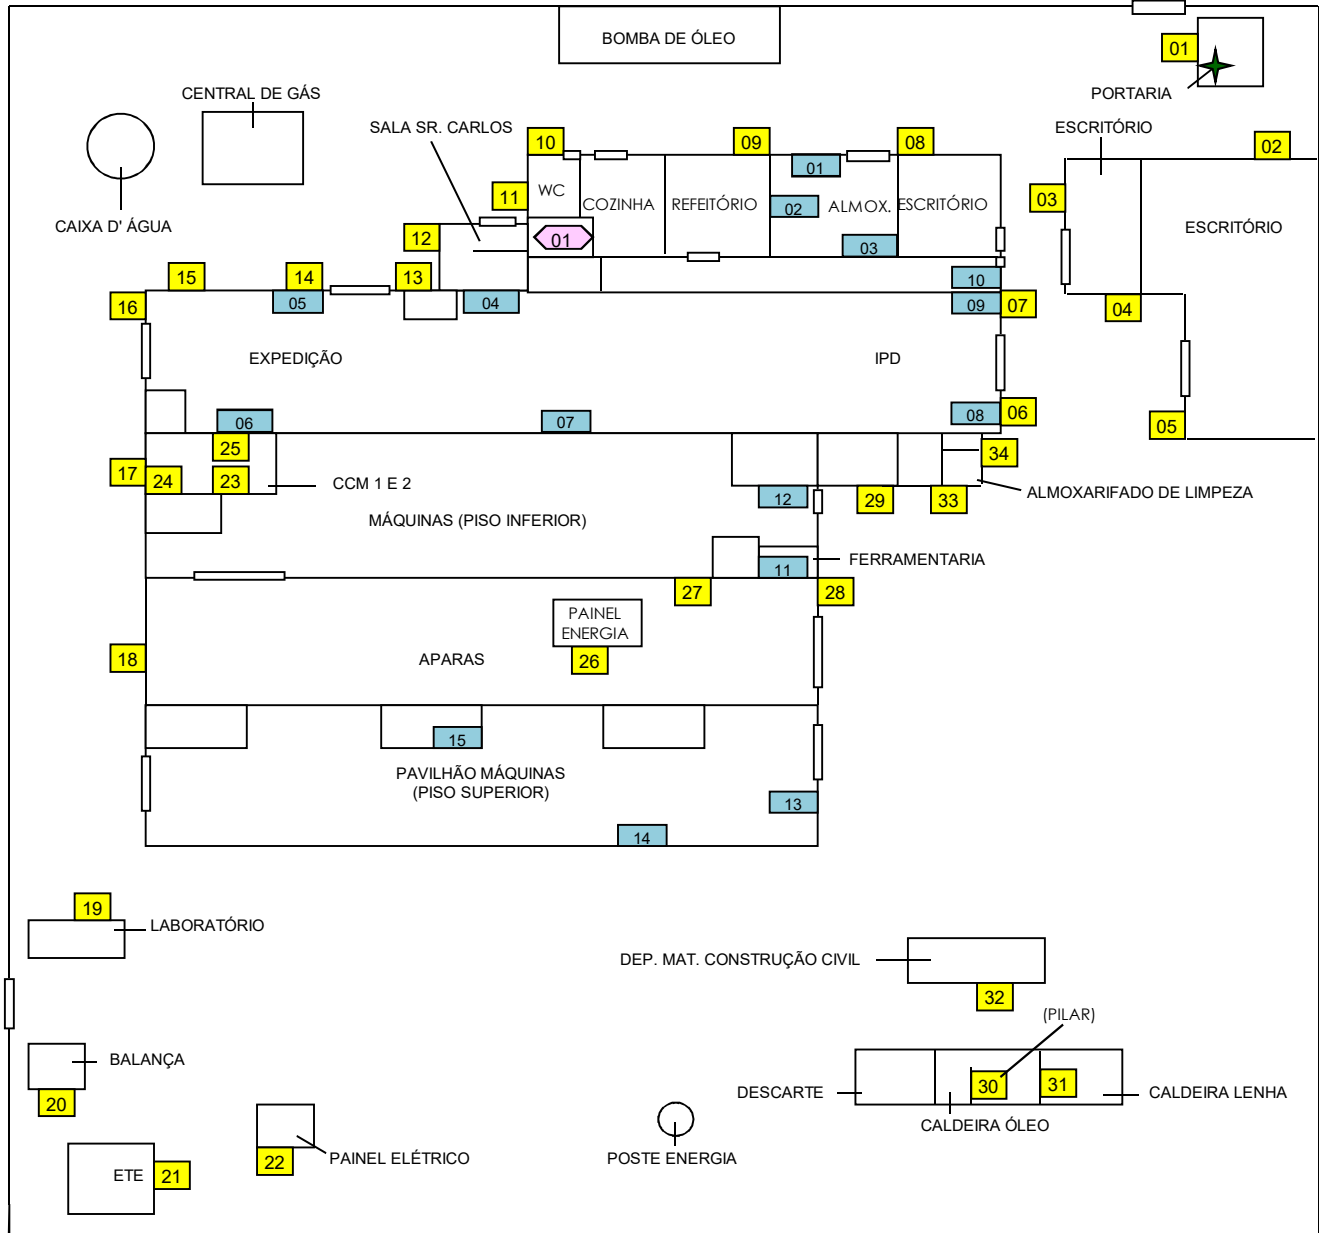 BOMBA DE ÓLEO
01
PORTARIA
CENTRAL DE GÁS
SALA SR. CARLOS
ESCRITÓRIO
10
09
08
02
01
CAIXA D' ÁGUA
11
WC
COZINHA
REFEITÓRIO
02
ALMOX.
ESCRITÓRIO
03
ESCRITÓRIO
12
01
03
15
14
13
10
16
05
04
09
07
04
EXPEDIÇÃO
IPD
06
07
08
06
05
25
34
17
24
23
CCM 1 E 2
12
29
33
ALMOXARIFADO DE LIMPEZA
MÁQUINAS (PISO INFERIOR)
FERRAMENTARIA
11
27
28
PAINEL
ENERGIA
18
APARAS
26
15
PAVILHÃO MÁQUINAS
(PISO SUPERIOR)
13
14
19
LABORATÓRIO
DEP. MAT. CONSTRUÇÃO CIVIL
32
(PILAR)
BALANÇA
20
DESCARTE
30
31
CALDEIRA LENHA
CALDEIRA ÓLEO
ETE
21
22
PAINEL ELÉTRICO
POSTE ENERGIA